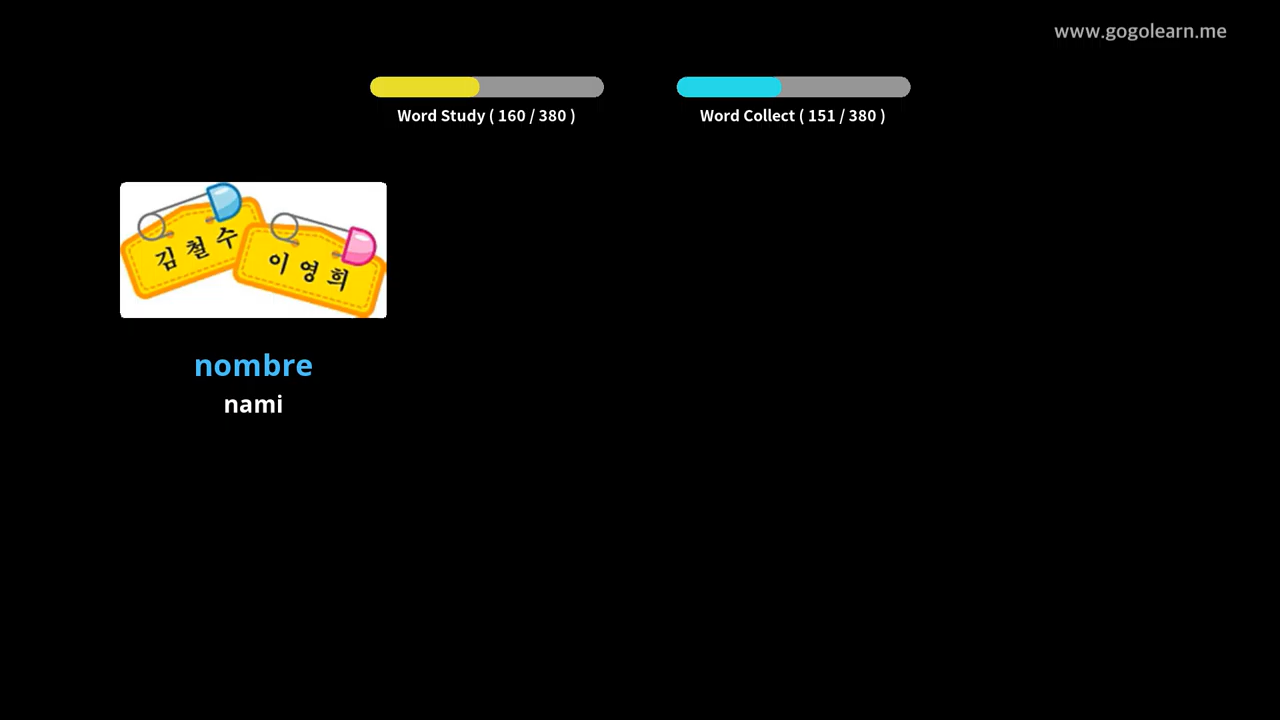 www.gogolearn.me
Word Study ( 160 / 380 )
Word Collect ( 151 / 380 )
김철수
이영희
nombre
nami